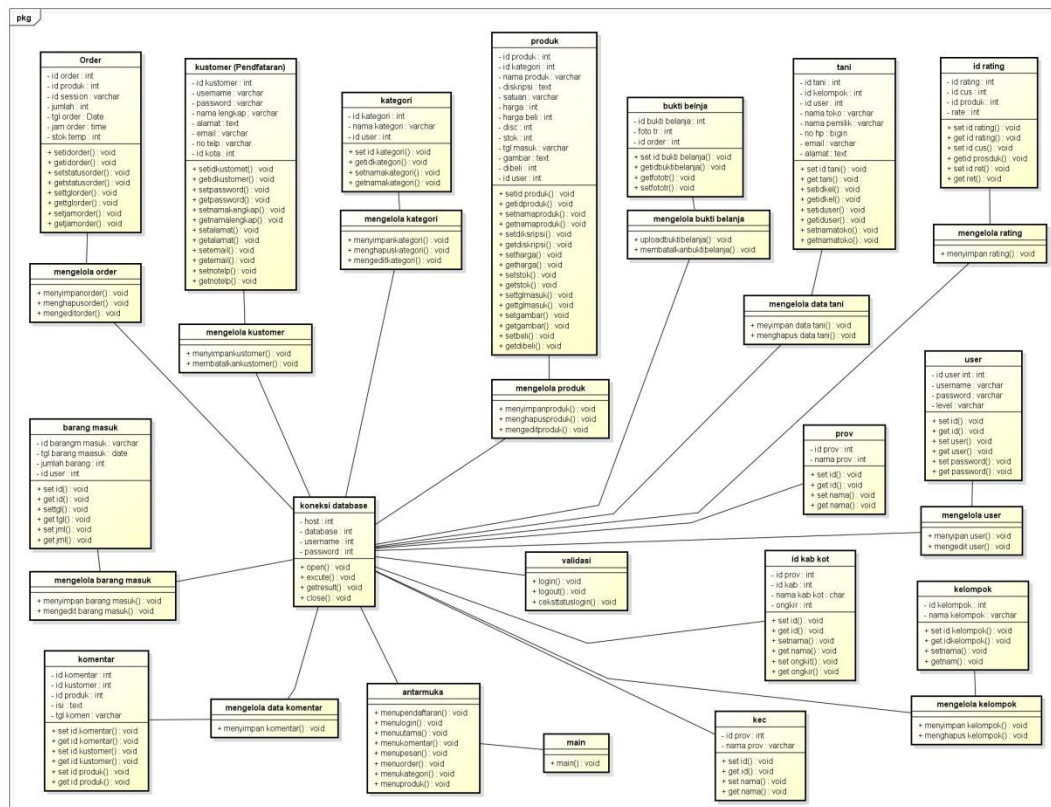 pkg
Order
- id order : int
- id produk : int
- id session : varchar
- jumlah : int
- tgl order : Date
- jam order : time
- stok temp : int
+ setidorder() : void
+ getidorder() : void
+ setstatusorder() : void
+ getstatusorder() : void
+ settglorder() : void
+ gettglorder() : void
+ setjamorder() : void
+ getjamorder() : void
mengelola order
+ menyimpanorder() : void
+ menghapusorder() : void
+ mengeditorder() : void
kustomer (Pendfataran)
- id kustomer : int
- username : varchar
- password : varchar
- nama lengkap : varchar
- alamat : text
- email : varchar
- no telp : varchar
- id kota : int
+ setidkustomet() : void
+ getidkustomer() : void
+ setpassword() : void
+ getpassword() : void
+ setnamakengkap() : void
+ getnamalengkap() : void
+ setalamat() : void
+ getalamat() : void
+ setemail() : void
+ getemail() : void
+ setnotelp() : void
+ getnotelp() : void
mengelola kustomer
+ menyimpankustomer() : void
+ membatalkankustomer() : void
kategori
- id kategori : int
- nama kategori : varchar
- id user : int
+ set id kategori() : void
+ getidkategori() : void
+ setnamakategori() : void
+ getnamakategori() : void
mengelola kategori
+ menyimpankategori() : void
+ menghapuskategori() : void
+ mengeditkategori() : void
produk
- id produk : int
- id kategori : int
- nama produk : varchar
- diskripsi : text
- satuan : varchar
- harga : int
- harga beli : int
- disc : int
- stok : int
- tgl masuk : varchar
- gambar : text
- dibeli : int
- id user : int
+ setid produk() : void
+ getidproduk() : void
+ setnamaproduk() : void
+ getnamaproduk() : void
+ setdiksripsi() : void
+ getdiskripsi() : void
+ setharga() : void
+ getharga() : void
+ setstok() : void
+ getstok() : void
+ settglmasuk() : void
+ gettglmasuk() : void
+ setgambar() : void
+ getgambar() : void
+ setbeli() : void
+ getdibeli() : void
mengelola produk
+ menyimpanproduk() : void
+ menghapusproduk() : void
+ mengeditproduk() : void
bukti belnja
- id bukti belanja : int
- foto tr : int
- id order : int
+ set id bukti belanja() : void
+ getidbuktibelanja() : void
+ getfototr() : void
+ setfototr() : void
mengelola bukti belanja
+ uploadbuktibelanja() : void
+ membatalkanbuktibelanja() : void
tani
- id tani : int
- id kelompok : int
- id user : int
- nama toko : varchar
- nama pemilik : varchar
- no hp : bigin
- email : varchar
- alamat : text
+ set id tani() : void
+ get tani() : void
+ setidkel() : void
+ getidkel() : void
+ setiduser() : void
+ getiduser() : void
+ setnamatoko() : void
+ getnamatoko() : void
mengelola data tani
+ meyimpan data tani() : void
+ menghapus data tani() : void
id rating
- id rating : int
- id cus : int
- id produk : int
- rate : int
+ set id rating() : void
+ get id rating() : void
+ set id cus() : void
+ getid prosduk() : void
+ set id ret() : void
+ get ret() : void
mengelola rating
+ menyimpan rating() : void
user
- id user int : int
- username : varchar
- password : varchar
- level : varchar
+ set id() : void
+ get id() : void
+ set user() : void
+ get user() : void
+ set password() : void
+ get password() : void
mengelola user
+ menyipan user() : void
+ mengedit user() : void
prov
- id prov : int
- nama prov : int
+ set id() : void
+ get id() : void
+ set nama() : void
+ get nama() : void
barang masuk
- id barangm masuk : varchar
- tgl barang maasuk : date
- jumlah barang : int
- id user : int
+ set id() : void
+ get id() : void
+ settgl() : void
+ get tgl() : void
+ set jml() : void
+ get jml() : void
mengelola barang masuk
+ menyimpan barang masuk() : void
+ mengedit barang masuk() : void
koneksi database
- host : int
- database : int
- username : int
- password : int
+ open() : void
+ excute() : void
+ getresult() : void
+ close() : void
validasi
+ login() : void
+ logout() : void
+ ceksttatuslogin() : void
id kab kot
- id prov : int
- id kab : int
- nama kab kot : char
- ongkir : int
+ set id() : void
+ get id() : void
+ setnama() : void
+ get nama() : void
+ set ongkit() : void
+ get ongkir() : void
kelompok
- id kelompok : int
- nama kelompok : varchar
+ set id kelompok() : void
+ get idkelompok() : void
+ setnama() : void
+ getnam() : void
mengelola kelompok
+ menyimpan kelompok() : void
+ menghapus kelompok() : void
komentar
- id komentar : int
- id kustomer : int
- id produk : int
- isi : text
- tgl komen : varchar
+ set id komentar() : void
+ get id komentar() : void
+ set id kustomer() : void
+ get id kustomer() : void
+ set id produk() : void
+ get id produk() : void
mengelola data komentar
+ menyimpan komentar() : void
antarmuka
+ menupendaftaran() : void
+ menulogin() : void
+ menuutama() : void
+ menukomentar() : void
+ menupesan() : void
+ menuorder() : void
+ menukategori() : void
+ menuproduk() : void
main
+ main() : void
kec
- id prov : int
- nama prov : varchar
+ set id() : void
+ get id() : void
+ set nama() : void
+ get nama() : void